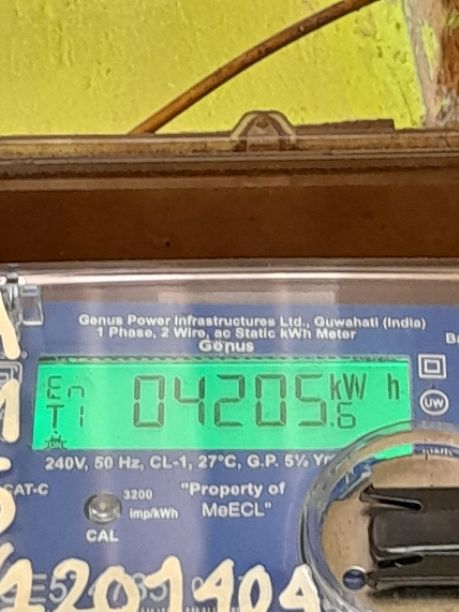 Genus Power Infrastructures Ltd., Guwahati (India)
1 Phase, 2 Wire, ac Static kWh Meter
Genus
En
T1
04205.6
kW h
UW
240V, 50 Hz, CL-1, 27°C, G.P. 5½
CAT-C
3200
imp/kWh
CAL
"Property of
MeECL"